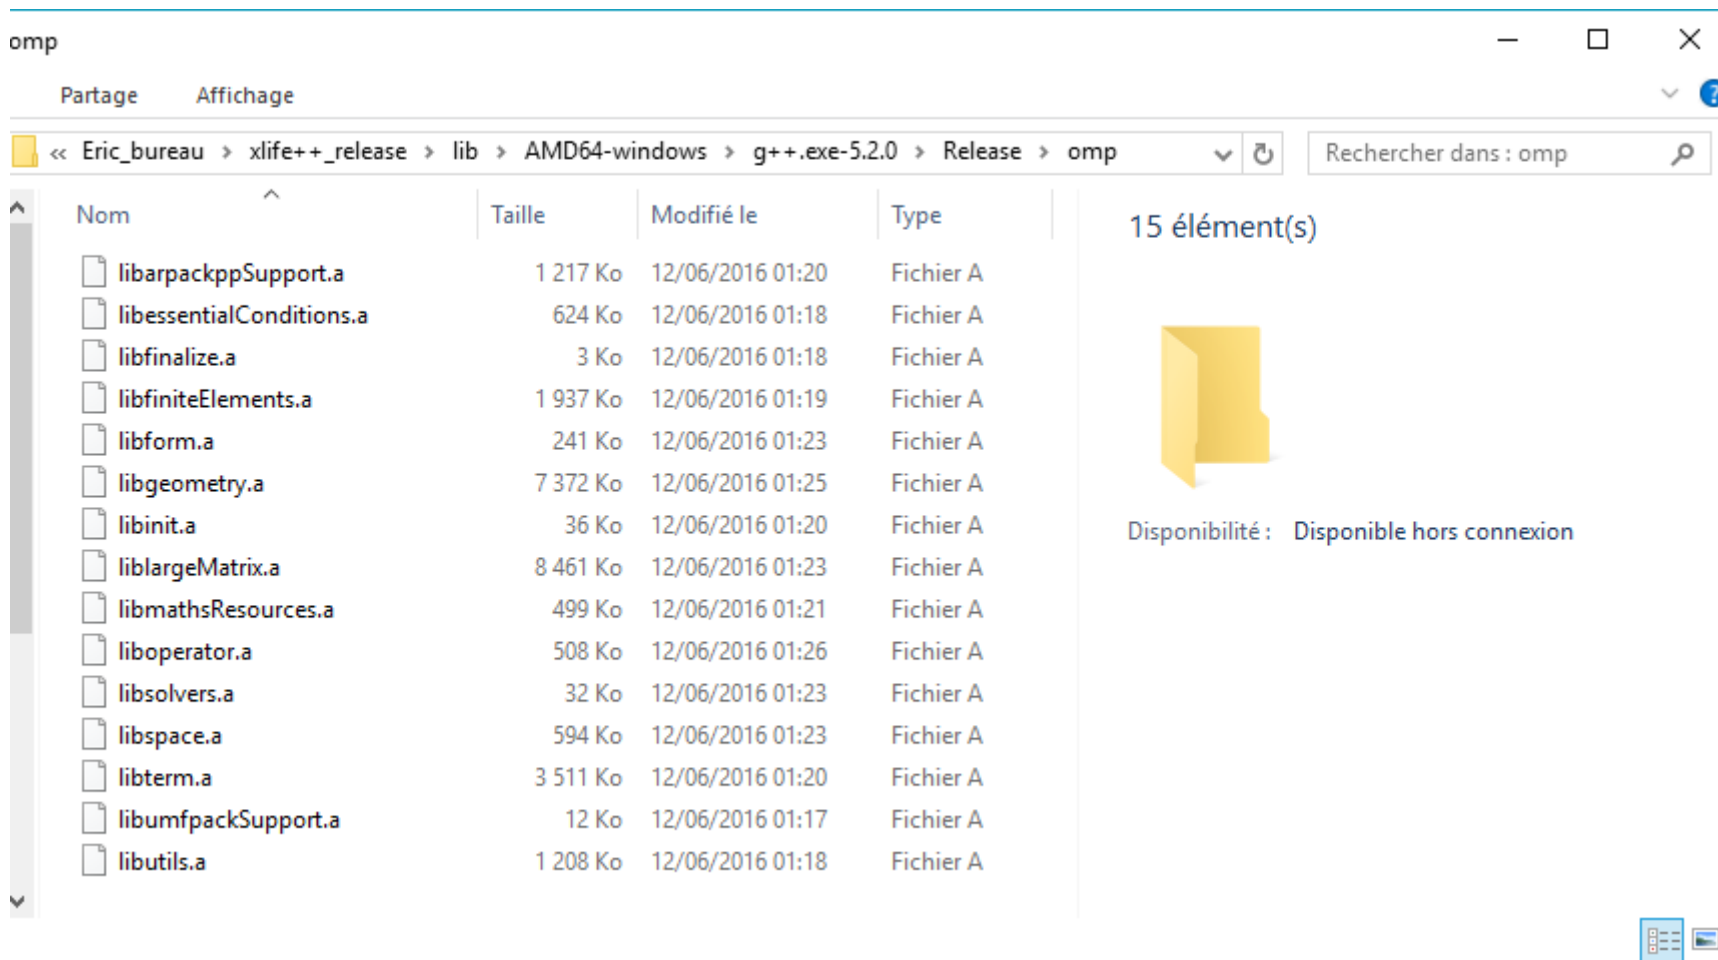 omp
Partage Affichage
« Eric_bureau > xlife++_release > lib > AMD64-windows > g++.exe-5.2.0 > Release > omp Rechercher dans : omp
Nom Taille Modifié le Type
15 élément(s)
libarpackppSupport.a 1 217 Ko 12/06/2016 01:20 Fichier A
libessentialConditions.a 624 Ko 12/06/2016 01:18 Fichier A
libfinalize.a 3 Ko 12/06/2016 01:18 Fichier A
libfiniteElements.a 1 937 Ko 12/06/2016 01:19 Fichier A
libform.a 241 Ko 12/06/2016 01:23 Fichier A
libgeometry.a 7 372 Ko 12/06/2016 01:25 Fichier A
libinit.a 36 Ko 12/06/2016 01:20 Fichier A
Disponibilité : Disponible hors connexion
liblargeMatrix.a 8 461 Ko 12/06/2016 01:23 Fichier A
libmathsResources.a 499 Ko 12/06/2016 01:21 Fichier A
liboperator.a 508 Ko 12/06/2016 01:26 Fichier A
libsolvers.a 32 Ko 12/06/2016 01:23 Fichier A
libspace.a 594 Ko 12/06/2016 01:23 Fichier A
libterm.a 3 511 Ko 12/06/2016 01:20 Fichier A
libumfpackSupport.a 12 Ko 12/06/2016 01:17 Fichier A
libutils.a 1 208 Ko 12/06/2016 01:18 Fichier A